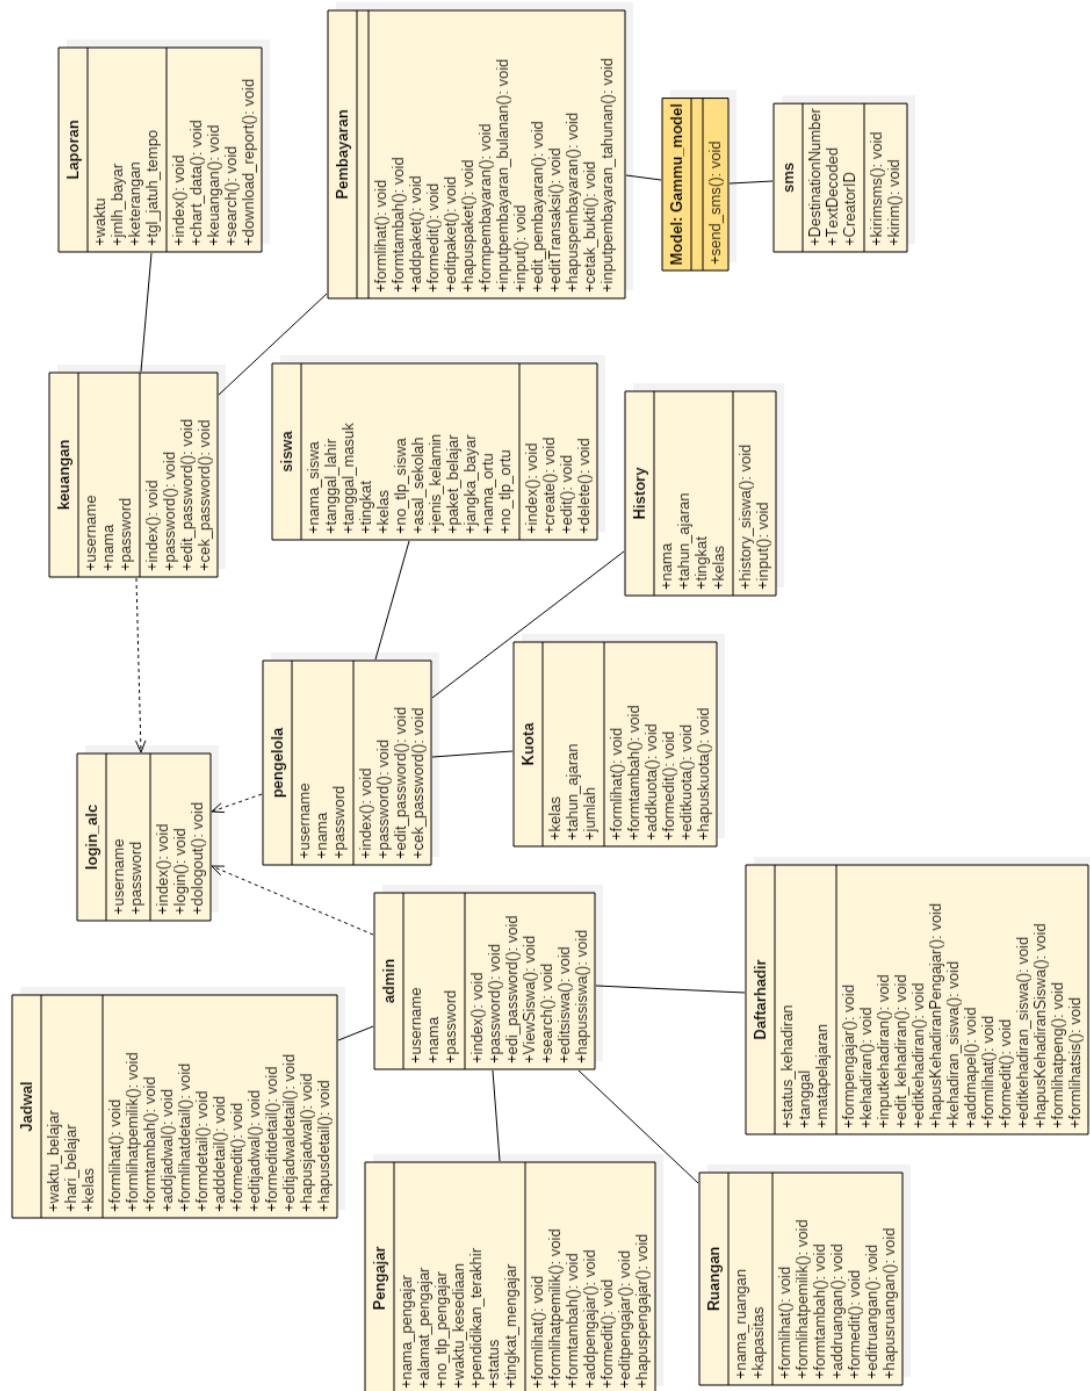 Jadwal
+waktu_belajar
+hari_belajar
+kelas
+formlihat(): void
+formlihatpemilik(): void
+formtambah(): void
+addjadwal(): void
+formlihatdetail(): void
+formdetail(): void
+adddetail(): void
+formedit(): void
+editjadwal(): void
+formeditdetail(): void
+editjadwaldetail(): void
+hapusjadwal(): void
+hapusdetail(): void
login_alc
+username
+password
+index(): void
+login(): void
+dologout(): void
keuangan
+username
+nama
+password
+index(): void
+password(): void
+edit_password(): void
+cek_password(): void
Laporan
+waktu
+jmlh_bayar
+keterangan
+tgl_jatuh_tempo
+index(): void
+chart_data(): void
+keuangan(): void
+search(): void
+download_report(): void
Pengajar
+nama_pengajar
+alamat_pengajar
+no_tlp_pengajar
+waktu_kesediaan
+pendidikan_terakhir
+status
+tingkat_mengajar
+formlihat(): void
+formlihatpemilik(): void
+formtambah(): void
+addpengajar(): void
+formedit(): void
+editpengajar(): void
+hapuspengajar(): void
admin
+username
+nama
+password
+index(): void
+password(): void
+edi_password(): void
+ViewSiswa(): void
+search(): void
+editsiswa(): void
+hapussiswa(): void
pengelola
+username
+nama
+password
+index(): void
+password(): void
+edit_password(): void
+cek_password(): void
siswa
+nama_siswa
+tanggal_lahir
+tanggal_masuk
+tingkat
+kelas
+no_tlp_siswa
+asal_sekolah
+jenis_kelamin
+paket_belajar
+jangka_bayar
+nama_ortu
+no_tlp_ortu
+index(): void
+create(): void
+edit(): void
+delete(): void
Pembayaran
+formlihat(): void
+formtambah(): void
+addpaket(): void
+formedit(): void
+editpaket(): void
+hapuspaket(): void
+formpembayaran(): void
+inputpembayaran_bulanan(): void
+input(): void
+edit_pembayaran(): void
+editTransaksi(): void
+hapuspembayaran(): void
+cetak_bukti(): void
+inputpembayaran_tahunan(): void
Ruangan
+nama_ruangan
+kapasitas
+formlihat(): void
+formlihatpemilik(): void
+formtambah(): void
+addruangan(): void
+formedit(): void
+editruangan(): void
+hapusruangan(): void
Daftarhadir
+status_kehadiran
+tanggal
+matapelajaran
+formpengajar(): void
+kehadiran(): void
+inputkehadiran(): void
+edit_kehadiran(): void
+editkehadiran(): void
+hapusKehadiranPengajar(): void
+kehadiran_siswa(): void
+addmapel(): void
+formlihat(): void
+formedit(): void
+editkehadiran_siswa(): void
+hapusKehadiranSiswa(): void
+formlihatpeng(): void
+formlihatsis(): void
Kuota
+kelas
+tahun_ajaran
+jumlah
+formlihat(): void
+formtambah(): void
+addkuota(): void
+formedit(): void
+editkuota(): void
+hapuskuota(): void
History
+nama
+tahun_ajaran
+tingkat
+kelas
+history_siswa(): void
+input(): void
Model: Gammu_model
+send_sms(): void
sms
+DestinationNumber
+TextDecoded
+CreatorID
+kirimsms(): void
+kirim(): void